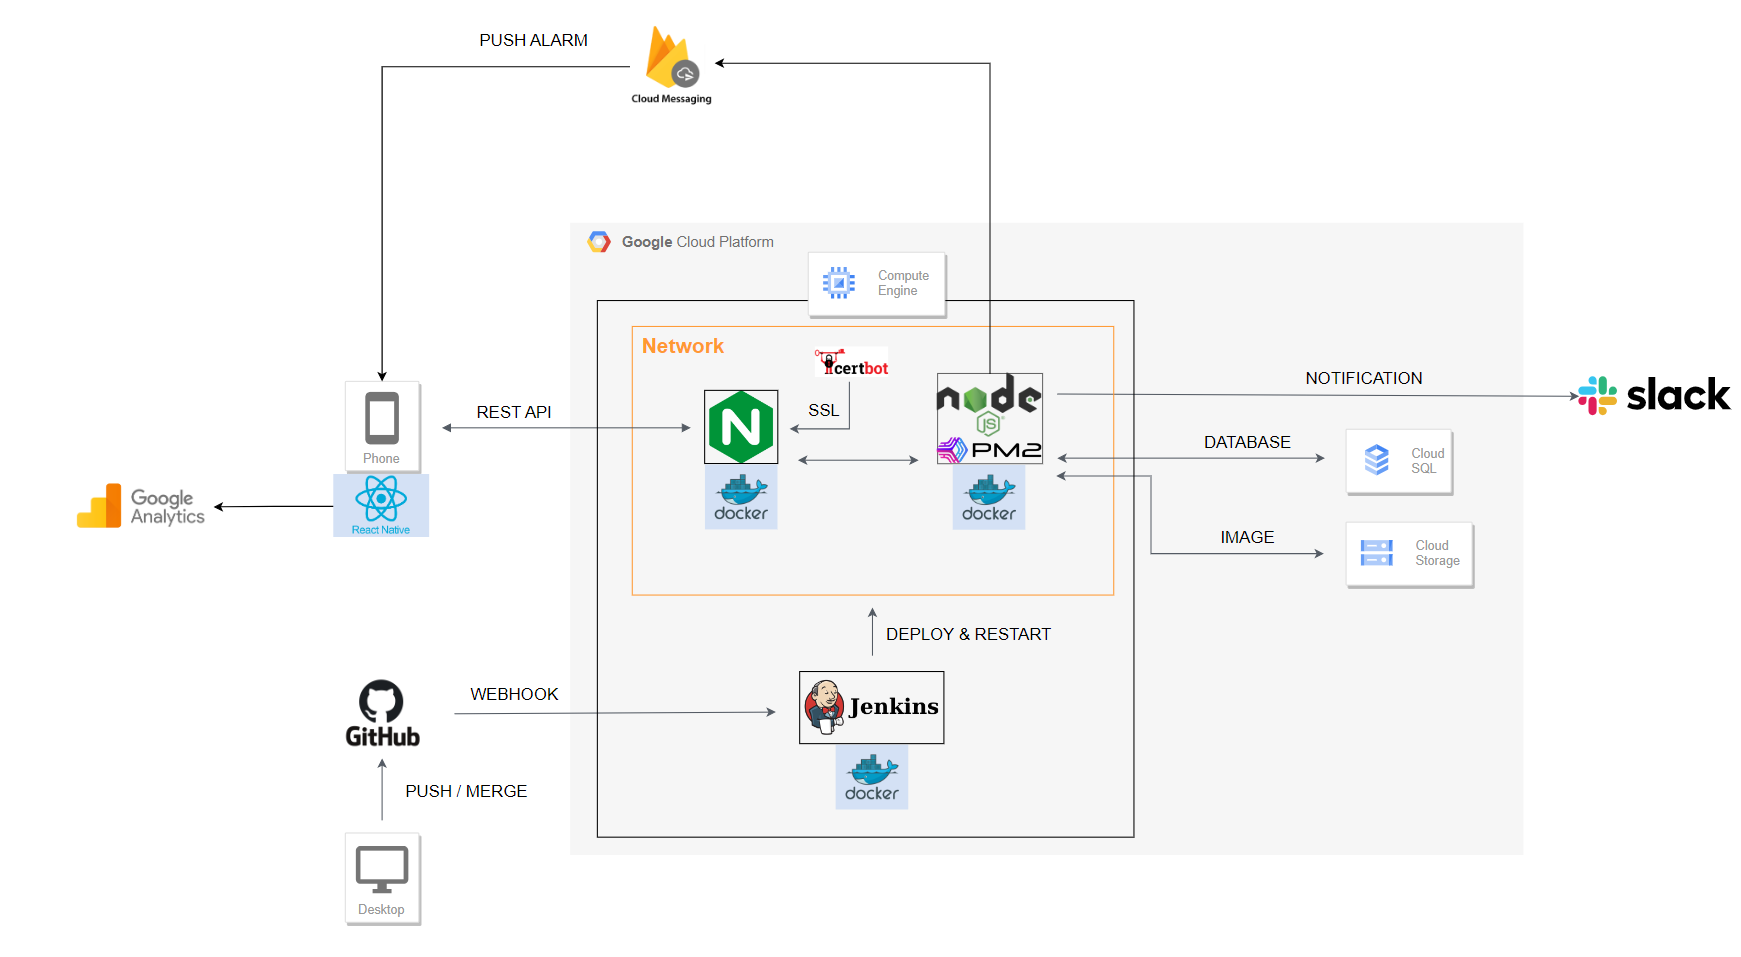 PUSH ALARM
Cloud Messaging
Google Cloud Platform
Compute
Engine
Network
certbot
SSL
REST API
N
node
JS
PM2
docker
docker
Phone
React Native
Google
Analytics
NOTIFICATION
slack
DATABASE
Cloud
SQL
IMAGE
Cloud
Storage
DEPLOY & RESTART
WEBHOOK
Jenkins
docker
GitHub
PUSH / MERGE
Desktop